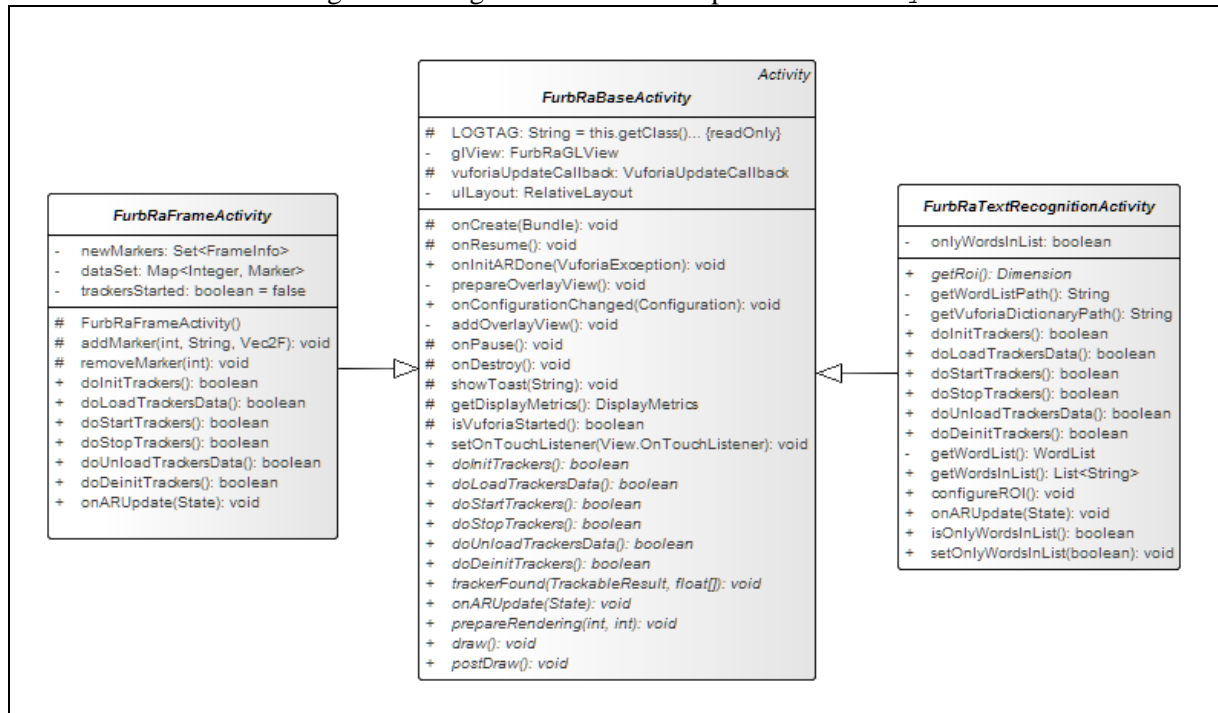 FurbRaFrameActivity
- newMarkers: Set<FrameInfo>
- dataSet: Map<Integer, Marker>
- trackersStarted: boolean = false
# FurbRaFrameActivity()
# addMarker(int, String, Vec2F): void
# removeMarker(int): void
+ doInitTrackers(): boolean
+ doLoadTrackersData(): boolean
+ doStartTrackers(): boolean
+ doStopTrackers(): boolean
+ doUnloadTrackersData(): boolean
+ doDeinitTrackers(): boolean
+ onARUpdate(State): void
Activity
FurbRaBaseActivity
# LOGTAG: String = this.getClass()... {readOnly}
- glView: FurbRaGLView
# vuforiaUpdateCallback: VuforiaUpdateCallback
- uILayout: RelativeLayout
# onCreate(Bundle): void
# onResume(): void
+ onInitARDone(VuforiaException): void
- prepareOverlayView(): void
+ onConfigurationChanged(Configuration): void
- addOverlayView(): void
# onPause(): void
# onDestroy(): void
# showToast(String): void
# getDisplayMetrics(): DisplayMetrics
# isVuforiaStarted(): boolean
+ setOnTouchListener(View.OnTouchListener): void
+ doInitTrackers(): boolean
+ doLoadTrackersData(): boolean
+ doStartTrackers(): boolean
+ doStopTrackers(): boolean
+ doUnloadTrackersData(): boolean
+ doDeinitTrackers(): boolean
+ trackerFound(TrackableResult, float[]): void
+ onARUpdate(State): void
+ prepareRendering(int, int): void
+ draw(): void
+ postDraw(): void
FurbRaTextRecognitionActivity
- onlyWordsInList: boolean
+ getRoi(): Dimension
- getWordListPath(): String
- getVuforiaDictionaryPath(): String
+ doInitTrackers(): boolean
+ doLoadTrackersData(): boolean
+ doStartTrackers(): boolean
+ doStopTrackers(): boolean
+ doUnloadTrackersData(): boolean
+ doDeinitTrackers(): boolean
- getWordList(): WordList
+ getWordsInList(): List<String>
+ configureROI(): void
+ onARUpdate(State): void
+ isOnlyWordsInList(): boolean
+ setOnlyWordsInList(boolean): void